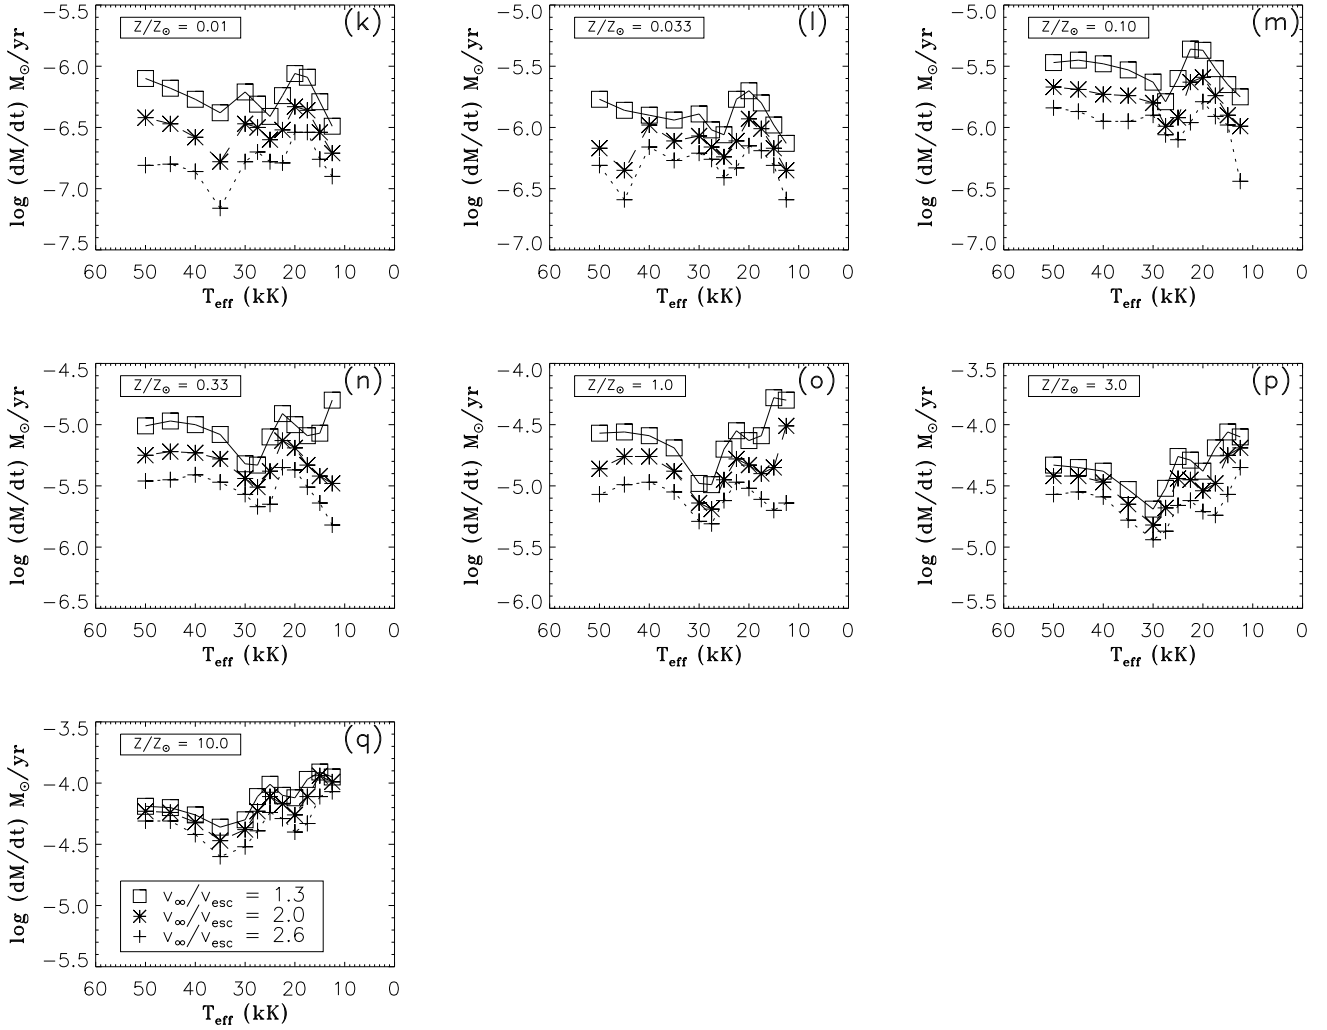 (k)
Z/Z⊙ = 0.01
log (dM/dt) M⊙/yr
−5.5
−6.0
−6.5
−7.0
−7.5
60 50 40 30 20 10 0
Teff (kK)
(l)
Z/Z⊙ = 0.033
log (dM/dt) M⊙/yr
−5.0
−5.5
−6.0
−6.5
−7.0
60 50 40 30 20 10 0
Teff (kK)
(m)
Z/Z⊙ = 0.10
log (dM/dt) M⊙/yr
−5.0
−5.5
−6.0
−6.5
−7.0
60 50 40 30 20 10 0
Teff (kK)
(n)
Z/Z⊙ = 0.33
log (dM/dt) M⊙/yr
−4.5
−5.0
−5.5
−6.0
−6.5
60 50 40 30 20 10 0
Teff (kK)
(o)
Z/Z⊙ = 1.0
log (dM/dt) M⊙/yr
−4.0
−4.5
−5.0
−5.5
−6.0
60 50 40 30 20 10 0
Teff (kK)
(p)
Z/Z⊙ = 3.0
log (dM/dt) M⊙/yr
−3.5
−4.0
−4.5
−5.0
−5.5
60 50 40 30 20 10 0
Teff (kK)
(q)
Z/Z⊙ = 10.0
log (dM/dt) M⊙/yr
−3.5
−4.0
−4.5
−5.0
−5.5
v∞/vesc = 1.3
v∞/vesc = 2.0
v∞/vesc = 2.6
60 50 40 30 20 10 0
Teff (kK)